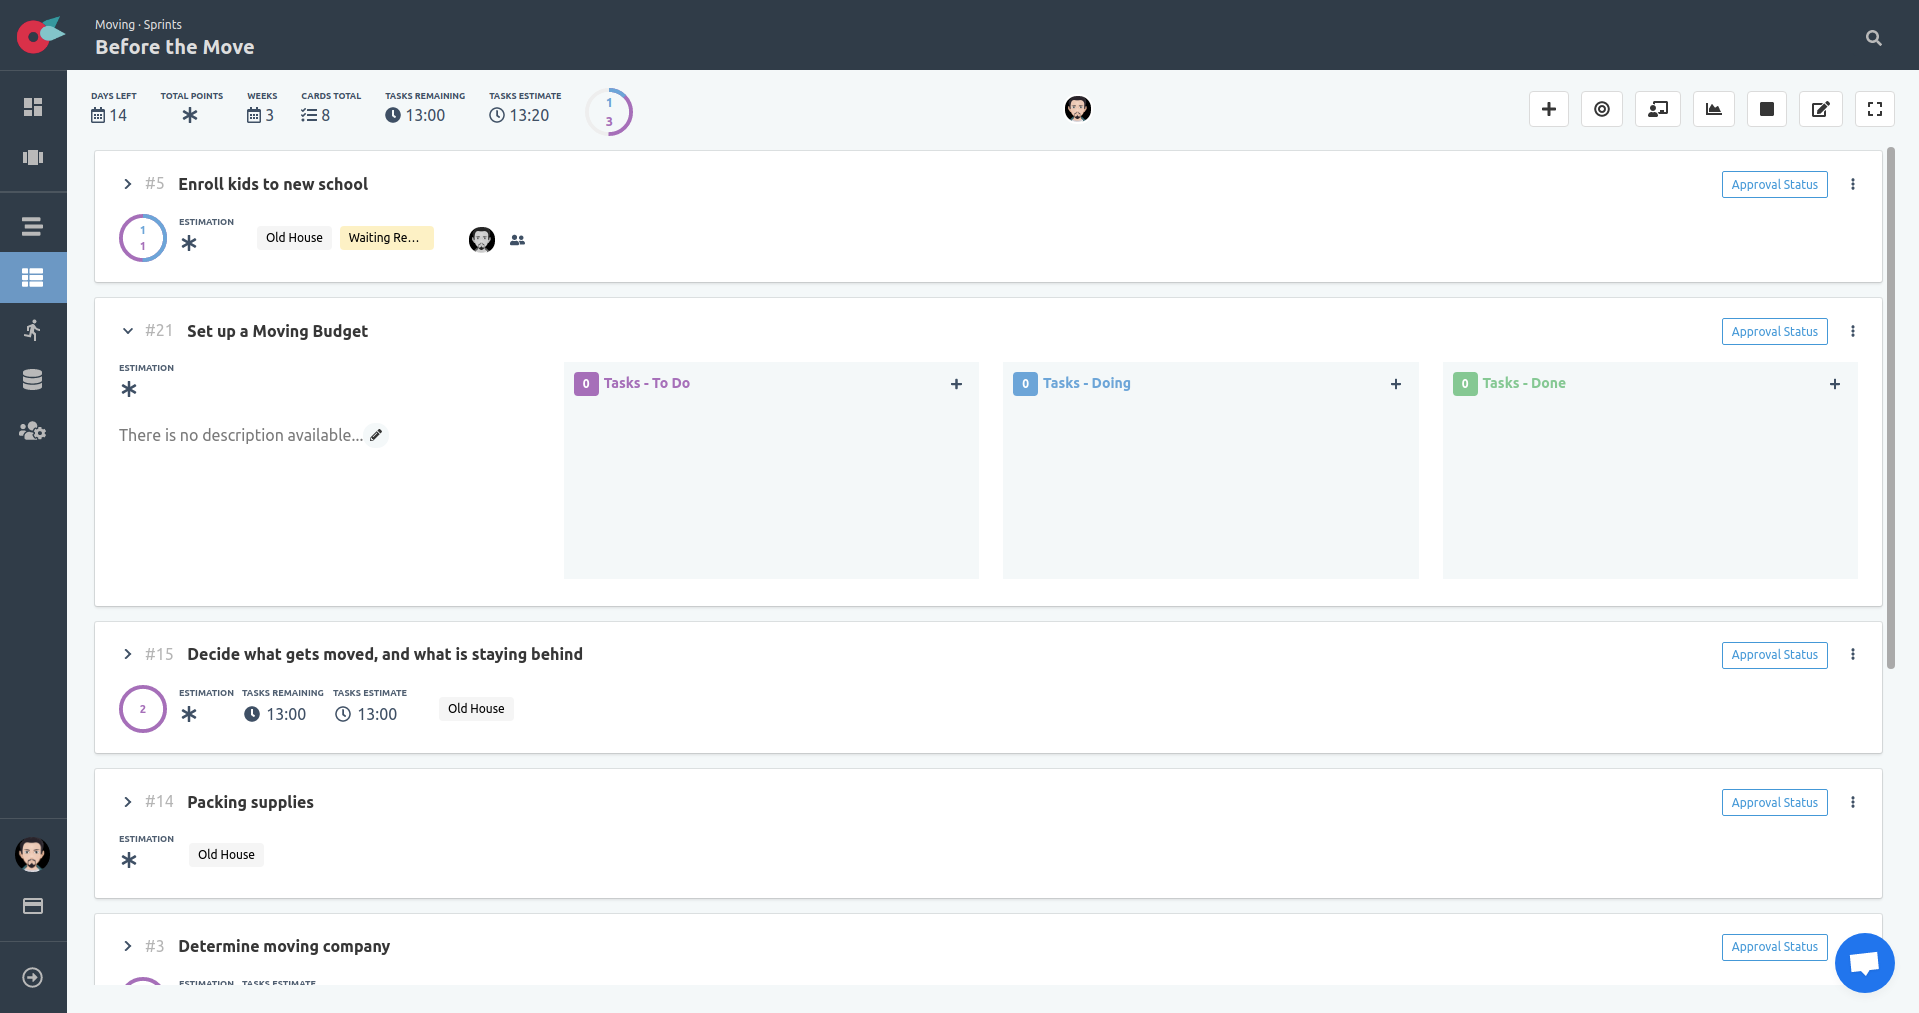 Moving · Sprints
Before the Move
DAYS LEFT
14
TOTAL POINTS
WEEKS
3
CARDS TOTAL
8
TASKS REMAINING
13:00
TASKS ESTIMATE
13:20
1
3
#5 Enroll kids to new school
Approval Status
1
1
ESTIMATION
Old House
Waiting Re...
#21 Set up a Moving Budget
Approval Status
ESTIMATION
There is no description available...
0 Tasks - To Do
0 Tasks - Doing
0 Tasks - Done
#15 Decide what gets moved, and what is staying behind
Approval Status
2
ESTIMATION
TASKS REMAINING
13:00
TASKS ESTIMATE
13:00
Old House
#14 Packing supplies
Approval Status
ESTIMATION
Old House
#3 Determine moving company
Approval Status
ESTIMATION
TASKS ESTIMATE